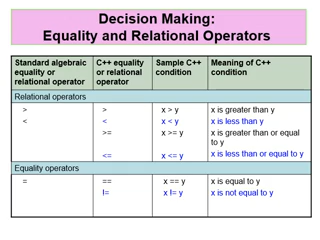 Decision Making:
Equality and Relational Operators
Standard algebraic equality or relational operator	C++ equality or relational operator	Sample C++ condition	Meaning of C++ condition
Relational operators
>	>	x > y	x is greater than y
<	<	x < y	x is less than y
>=	x >= y	x is greater than or equal to y
<=	x <= y	x is less than or equal to y
Equality operators
=	==	x == y	x is equal to y
!=	x != y	x is not equal to y